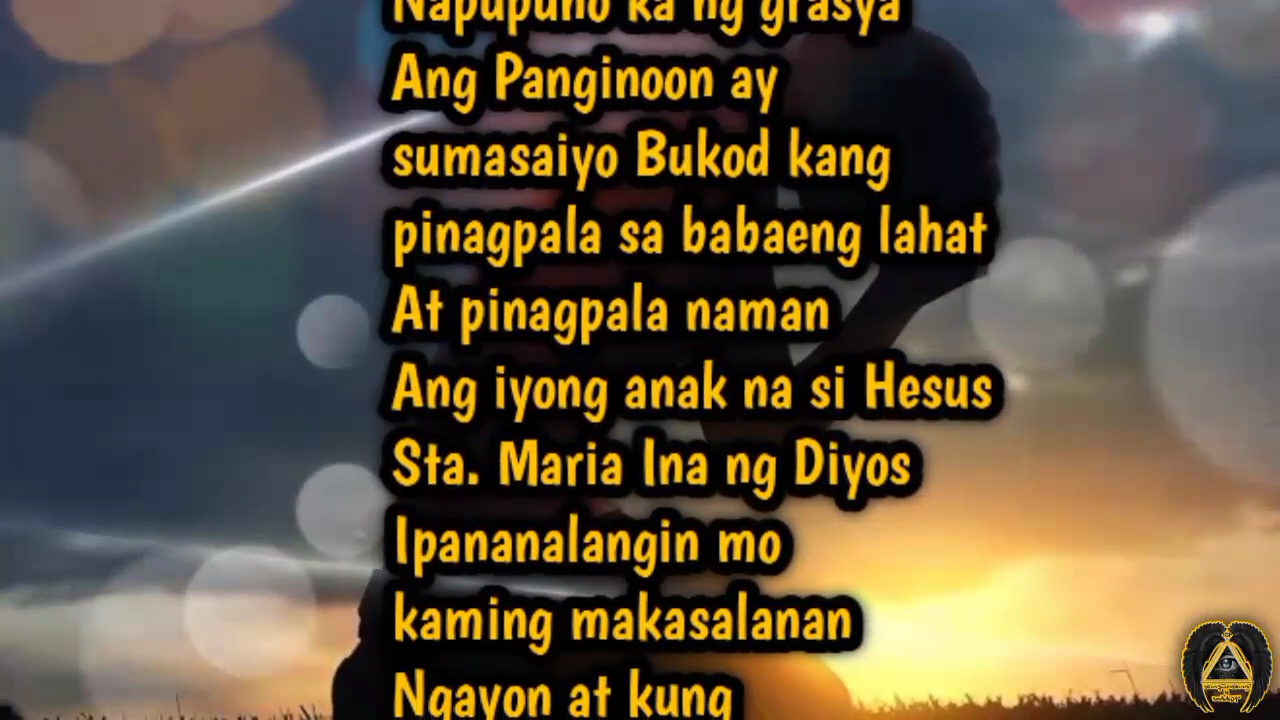 Napupuno ka ng grasya
Ang Panginoon ay
sumasaiyo Bukod kang
pinagpala sa babaeng lahat
At pinagpala naman
Ang iyong anak na si Hesus
Sta. Maria Ina ng Diyos
Ipananalangin mo
kaming makasalanan
Ngayon at kung